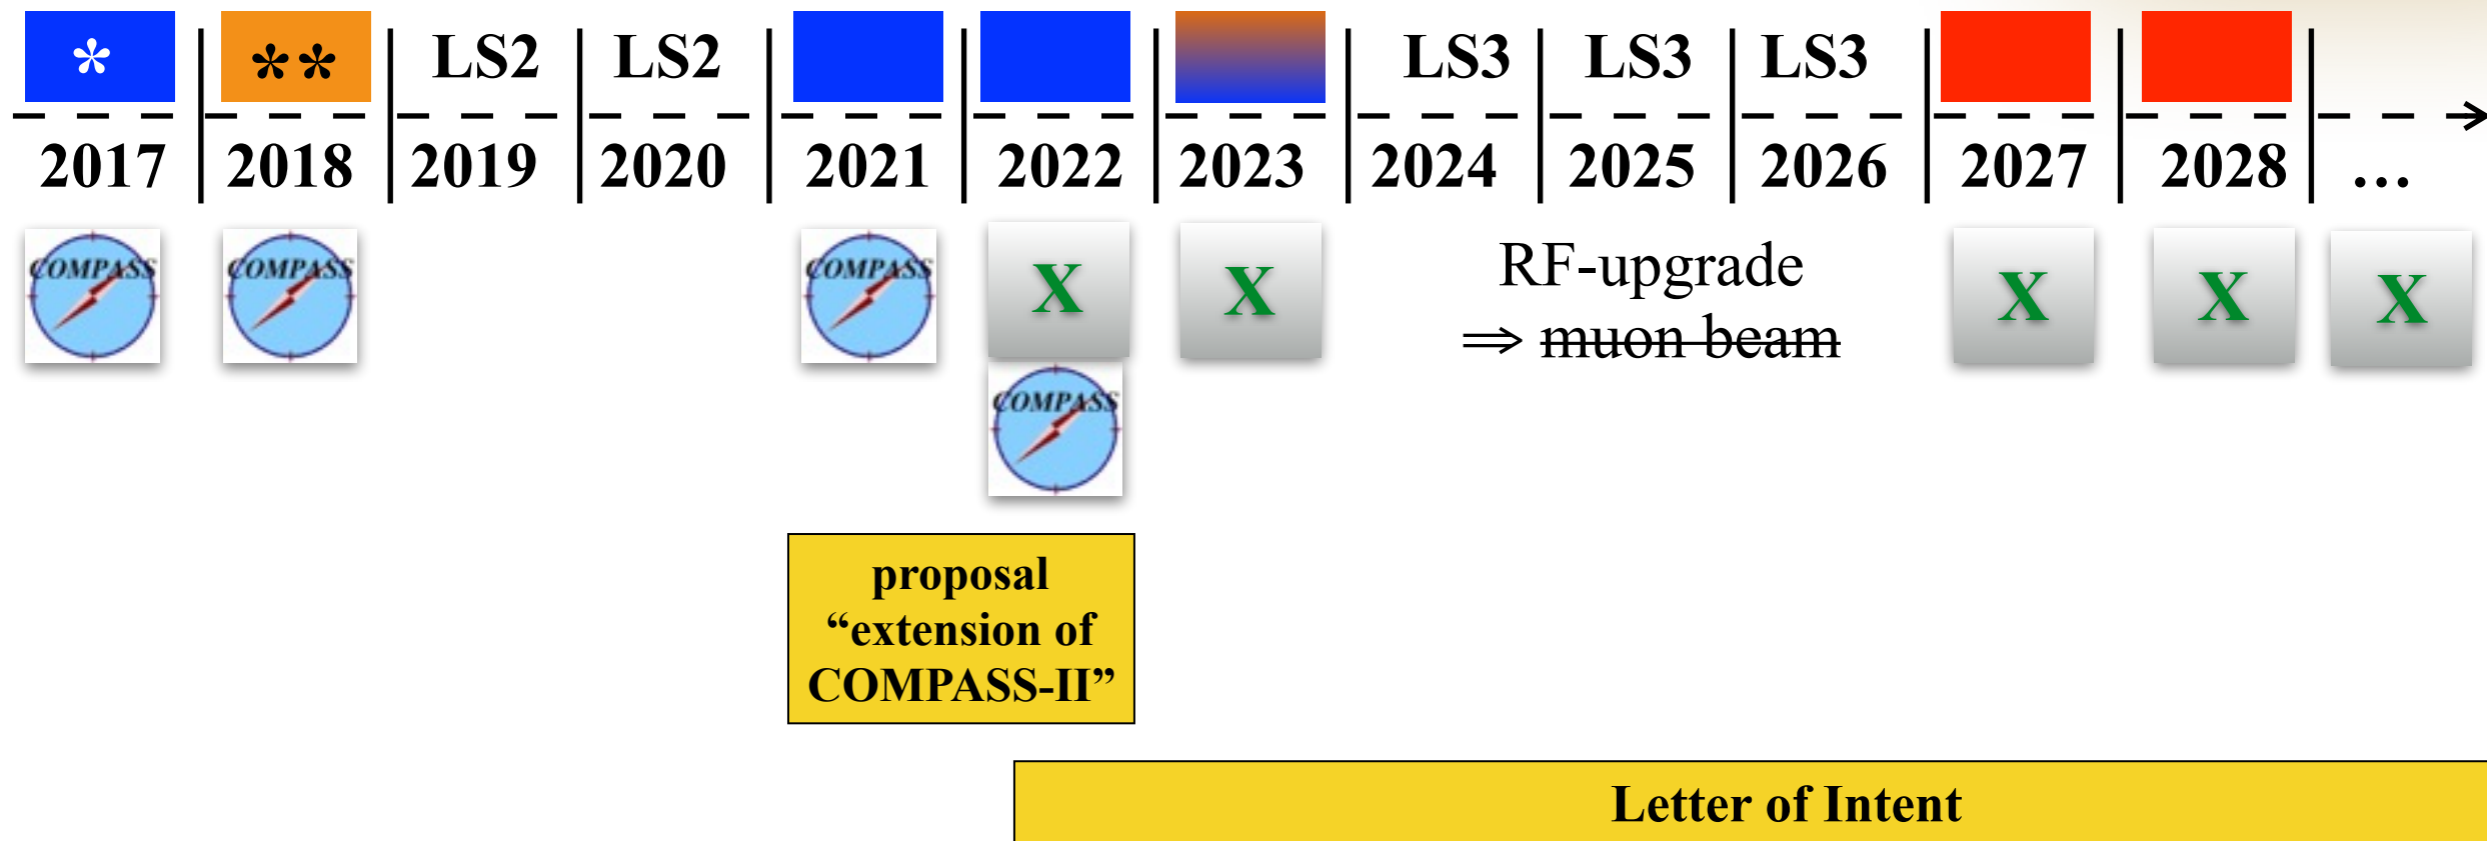 * ** LS2 LS2 LS3 LS3 LS3
2017 2018 2019 2020 2021 2022 2023 2024 2025 2026 2027 2028 ...
COMPASS COMPASS COMPASS X X RF-upgrade X X X
⇒ muon beam
COMPASS
proposal
“extension of
COMPASS-II”
Letter of Intent